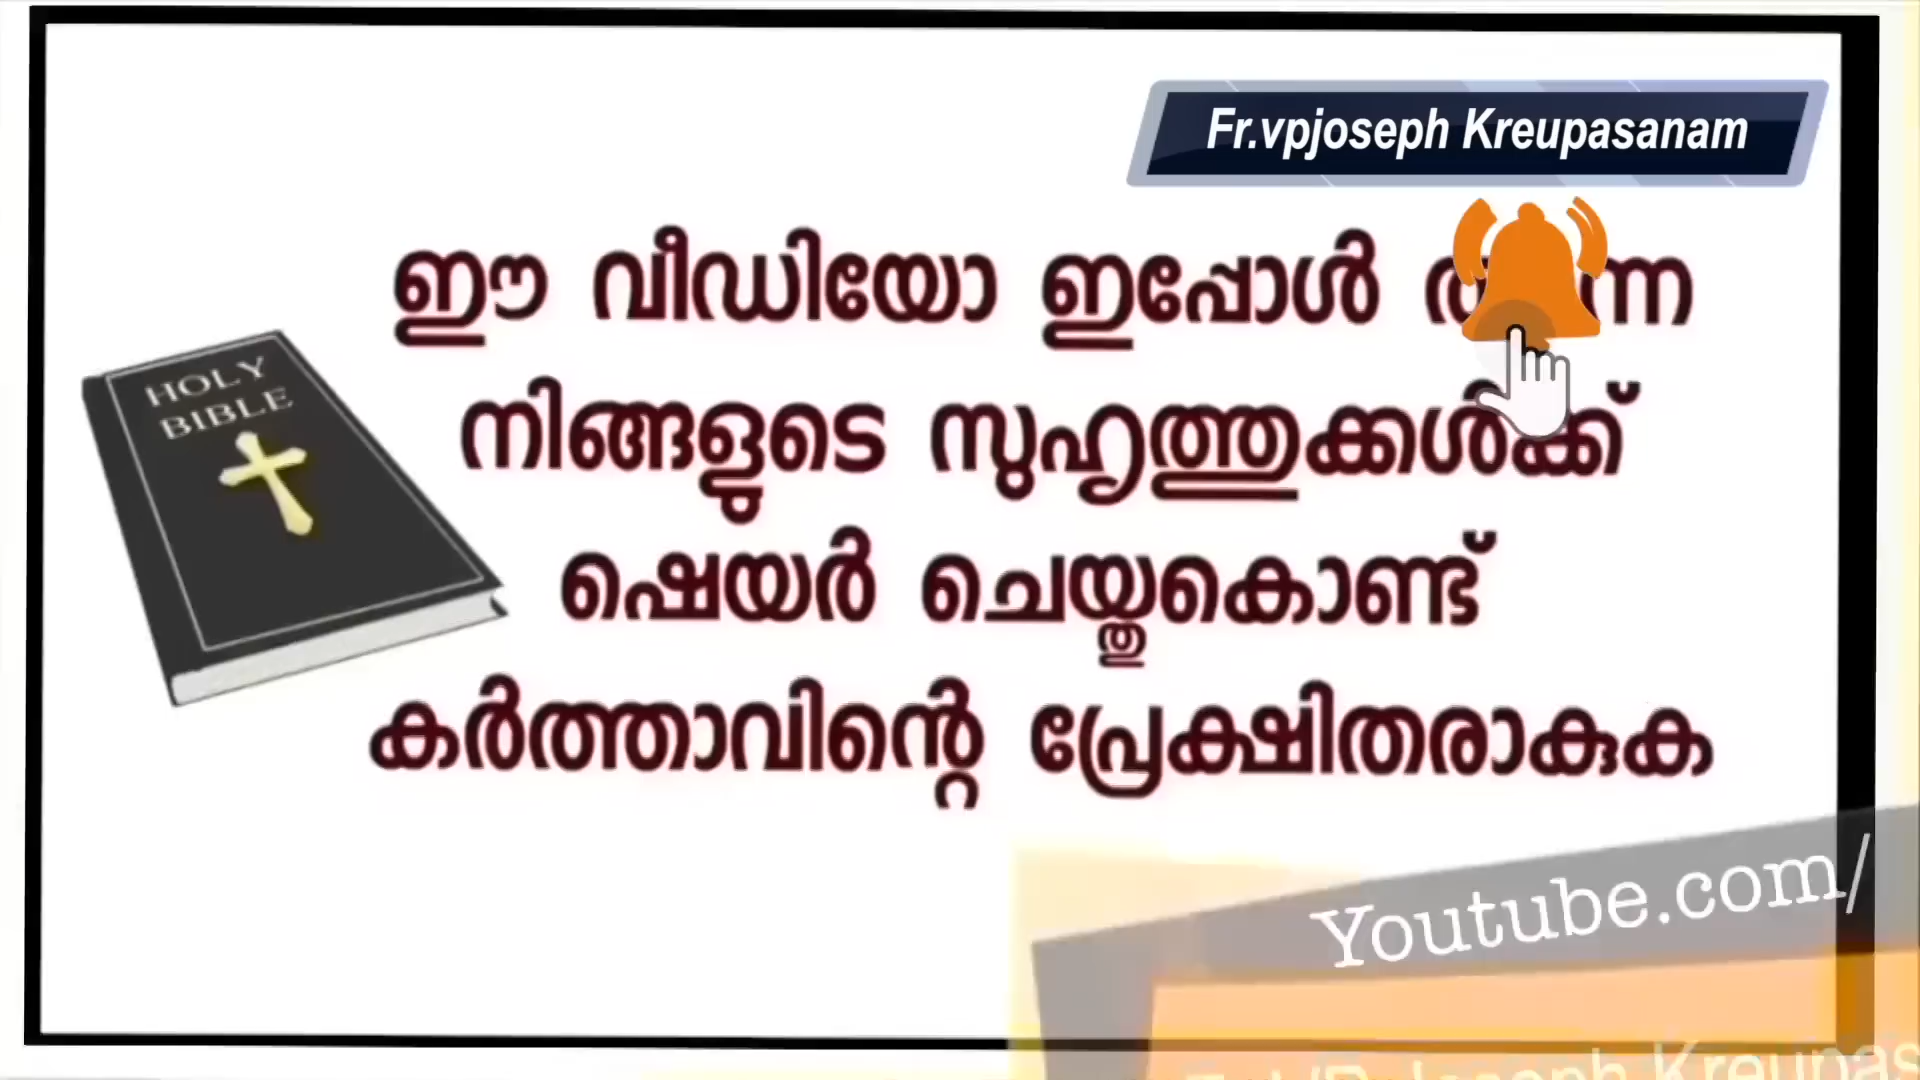 Fr.vpjoseph Kreupasanam
ഈ വീഡിയോ ഇപ്പോൾ
HOLY
BIBLE
നിങ്ങളുടെ സുഹൃത്തുക്കൾക്ക്
ഷെയർ ചെയ്തുകൊണ്ട്
കർത്താവിന്റെ പ്രേക്ഷിതരാകുക
Youtube.com/